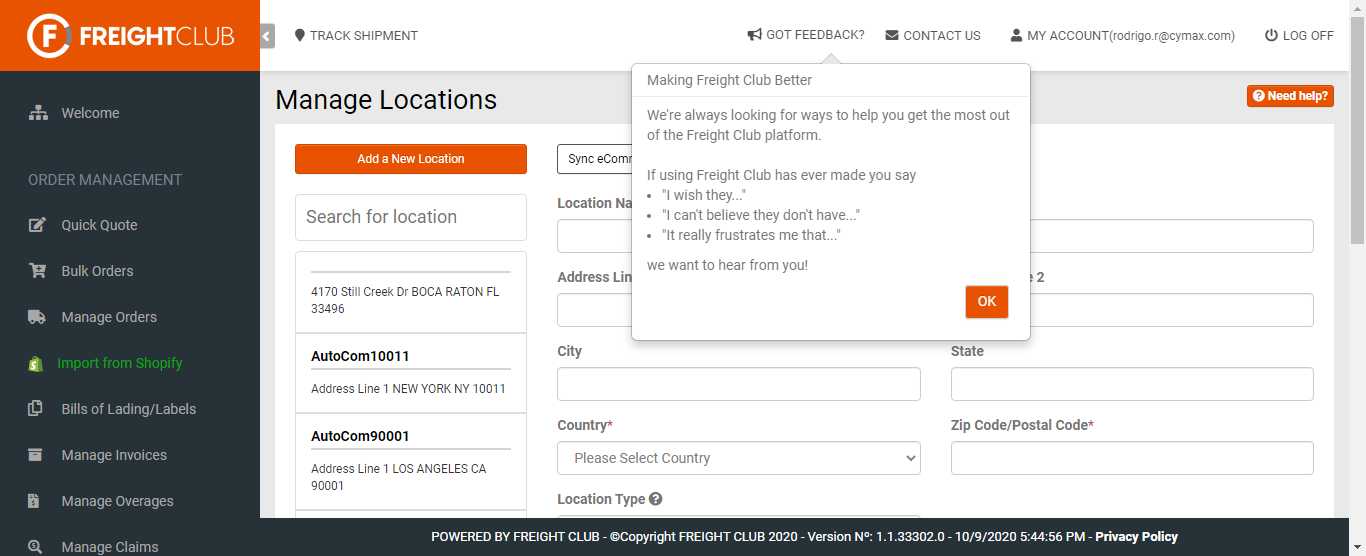 FREIGHTCLUB
TRACK SHIPMENT
GOT FEEDBACK?
CONTACT US
MY ACCOUNT(rodrigo.r@cymax.com)
LOG OFF
Welcome
ORDER MANAGEMENT
Quick Quote
Bulk Orders
Manage Orders
Import from Shopify
Bills of Lading/Labels
Manage Invoices
Manage Overages
Manage Claims
Manage Locations
Need help?
Add a New Location
Search for location
4170 Still Creek Dr BOCA RATON FL
33496
AutoCom10011
Address Line 1 NEW YORK NY 10011
AutoCom90001
Address Line 1 LOS ANGELES CA
90001
Making Freight Club Better
We're always looking for ways to help you get the most out
of the Freight Club platform.
If using Freight Club has ever made you say
• "I wish they..."
• "I can't believe they don't have..."
• "It really frustrates me that..."
we want to hear from you!
OK
Sync
Location
Address
2
City
State
Country*
Zip Code/Postal Code*
Please Select Country
Location Type
POWERED BY FREIGHT CLUB - ©Copyright FREIGHT CLUB 2020 - Version Nº: 1.1.33302.0 - 10/9/2020 5:44:56 PM - Privacy Policy